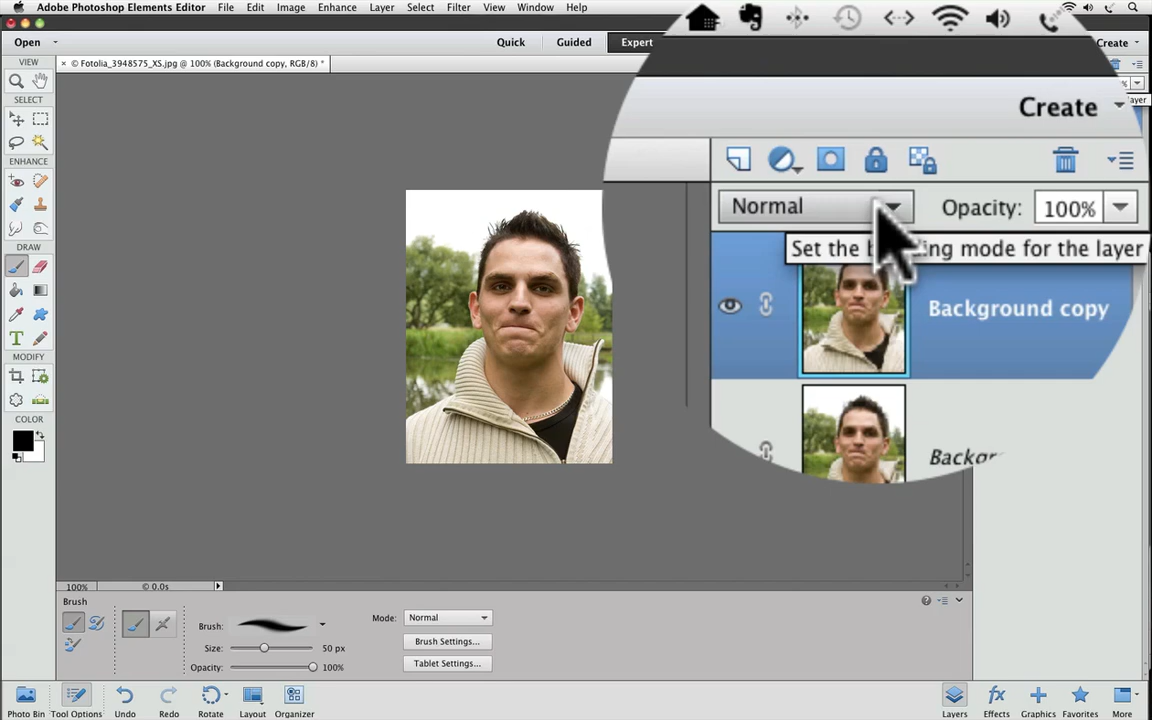 Adobe Photoshop Elements Editor File Edit Image Enhance Layer Select Filter View Window Help
Open Quick Guided Expert Create
Create
VIEW
× © Fotolia_3948575_XS.jpg @ 100% (Background copy, RGB/8) *
SELECT
Normal Opacity: 100%
Set the b ing mode for the layer
ENHANCE
Background copy
DRAW
T
MODIFY
COLOR
100% © 0.0s
Brush
Mode: Normal
Brush:
Brush Settings...
Size: 50 px
Opacity: 100% Tablet Settings...
Photo Bin Tool Options Undo Redo Rotate Layout Organizer Layers Effects Graphics Favorites More